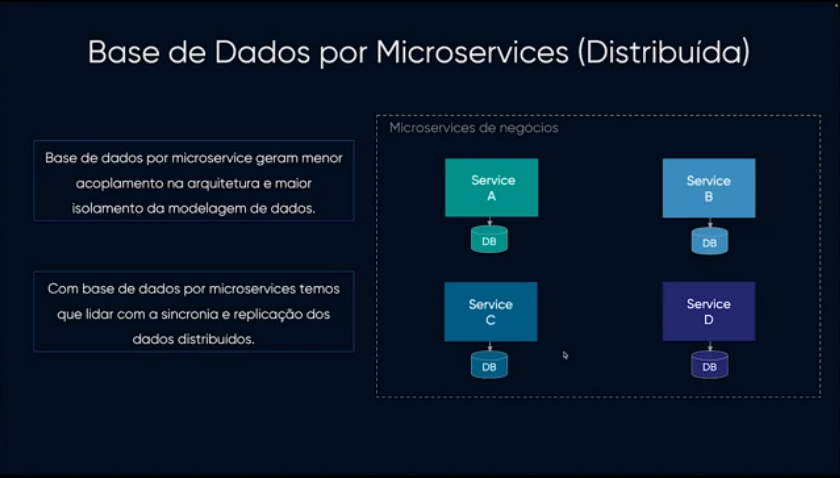 Base de Dados por Microservices (Distribuída)
Base de dados por microservice geram menor
acoplamento na arquitetura e maior
isolamento da modelagem de dados.
Com base de dados por microservices temos
que lidar com a sincronia e replicação dos
dados distribuidos.
Microservices de negócios
Service
A
DB
Service
B
DB
Service
C
DB
Service
D
DB